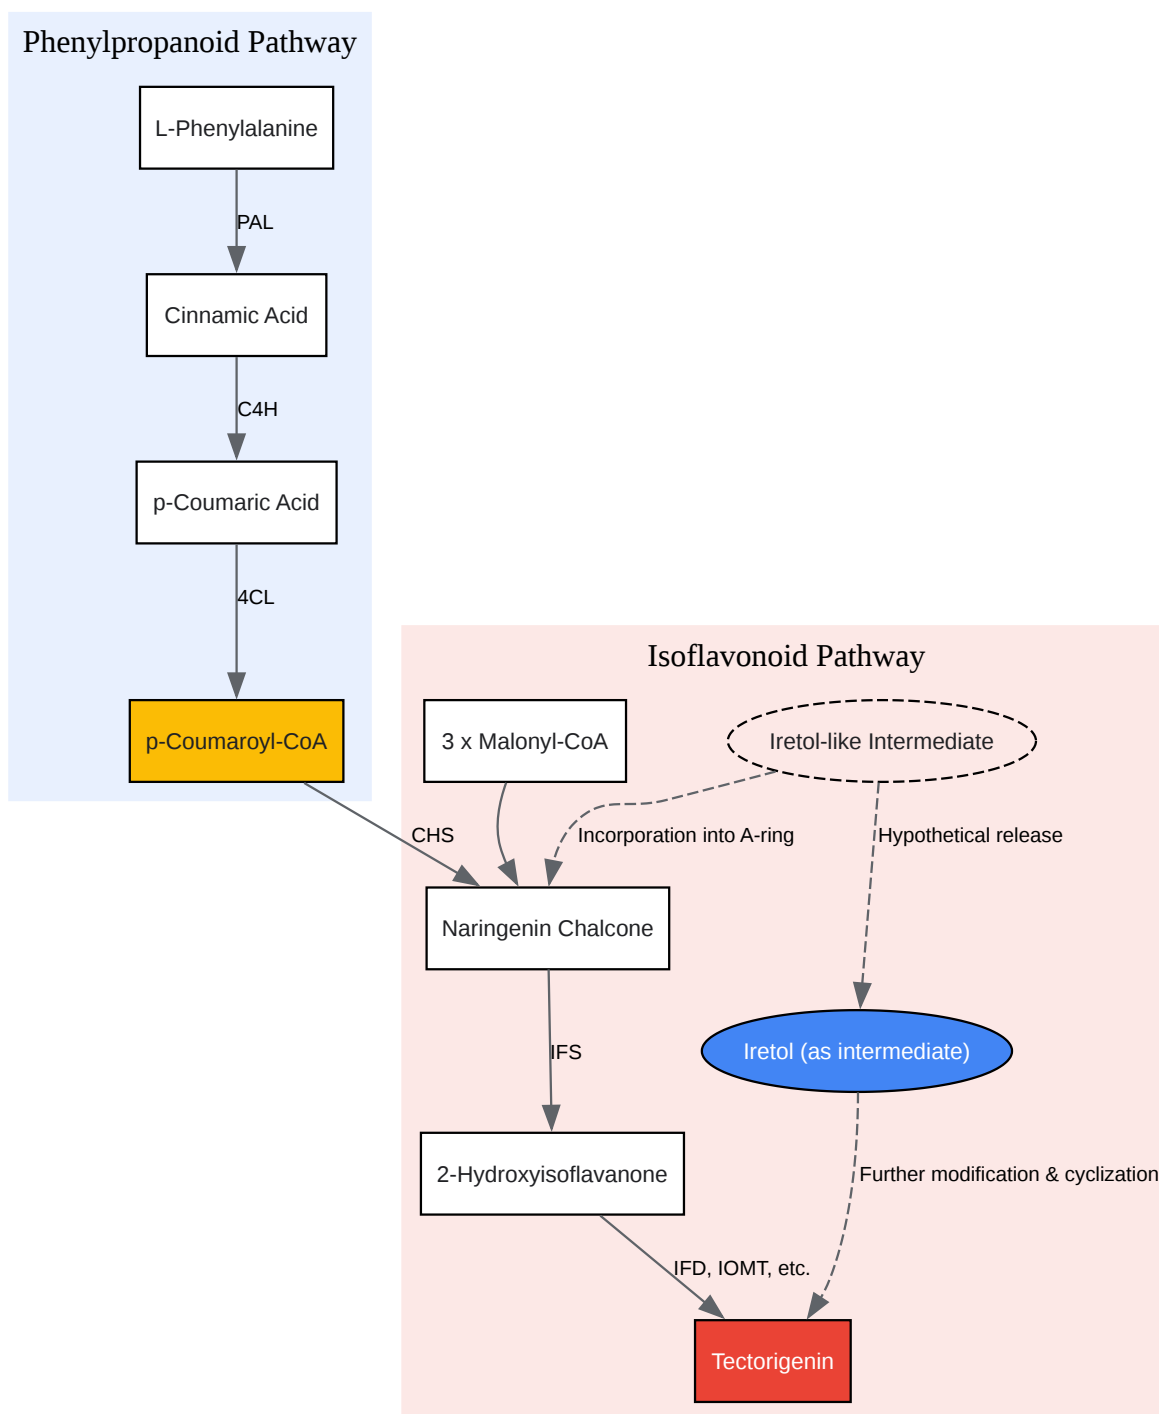 Phenylpropanoid Pathway
L-Phenylalanine
PAL
Cinnamic Acid
C4H
p-Coumaric Acid
4CL
p-Coumaroyl-CoA
Isoflavonoid Pathway
3 x Malonyl-CoA
Iretol-like Intermediate
CHS
Incorporation into A-ring
Hypothetical release
Naringenin Chalcone
IFS
Iretol (as intermediate)
2-Hydroxyisoflavanone
Further modification & cyclization
IFD, IOMT, etc.
Tectorigenin